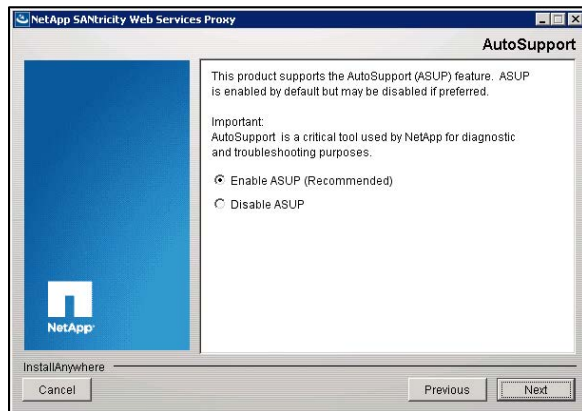 NetApp SANtricity Web Services Proxy
AutoSupport
This product supports the AutoSupport (ASUP) feature. ASUP
is enabled by default but may be disabled if preferred.
Important:
AutoSupport is a critical tool used by NetApp for diagnostic
and troubleshooting purposes.
Enable ASUP (Recommended)
Disable ASUP
NetApp
InstallAnywhere
Cancel
Previous
Next